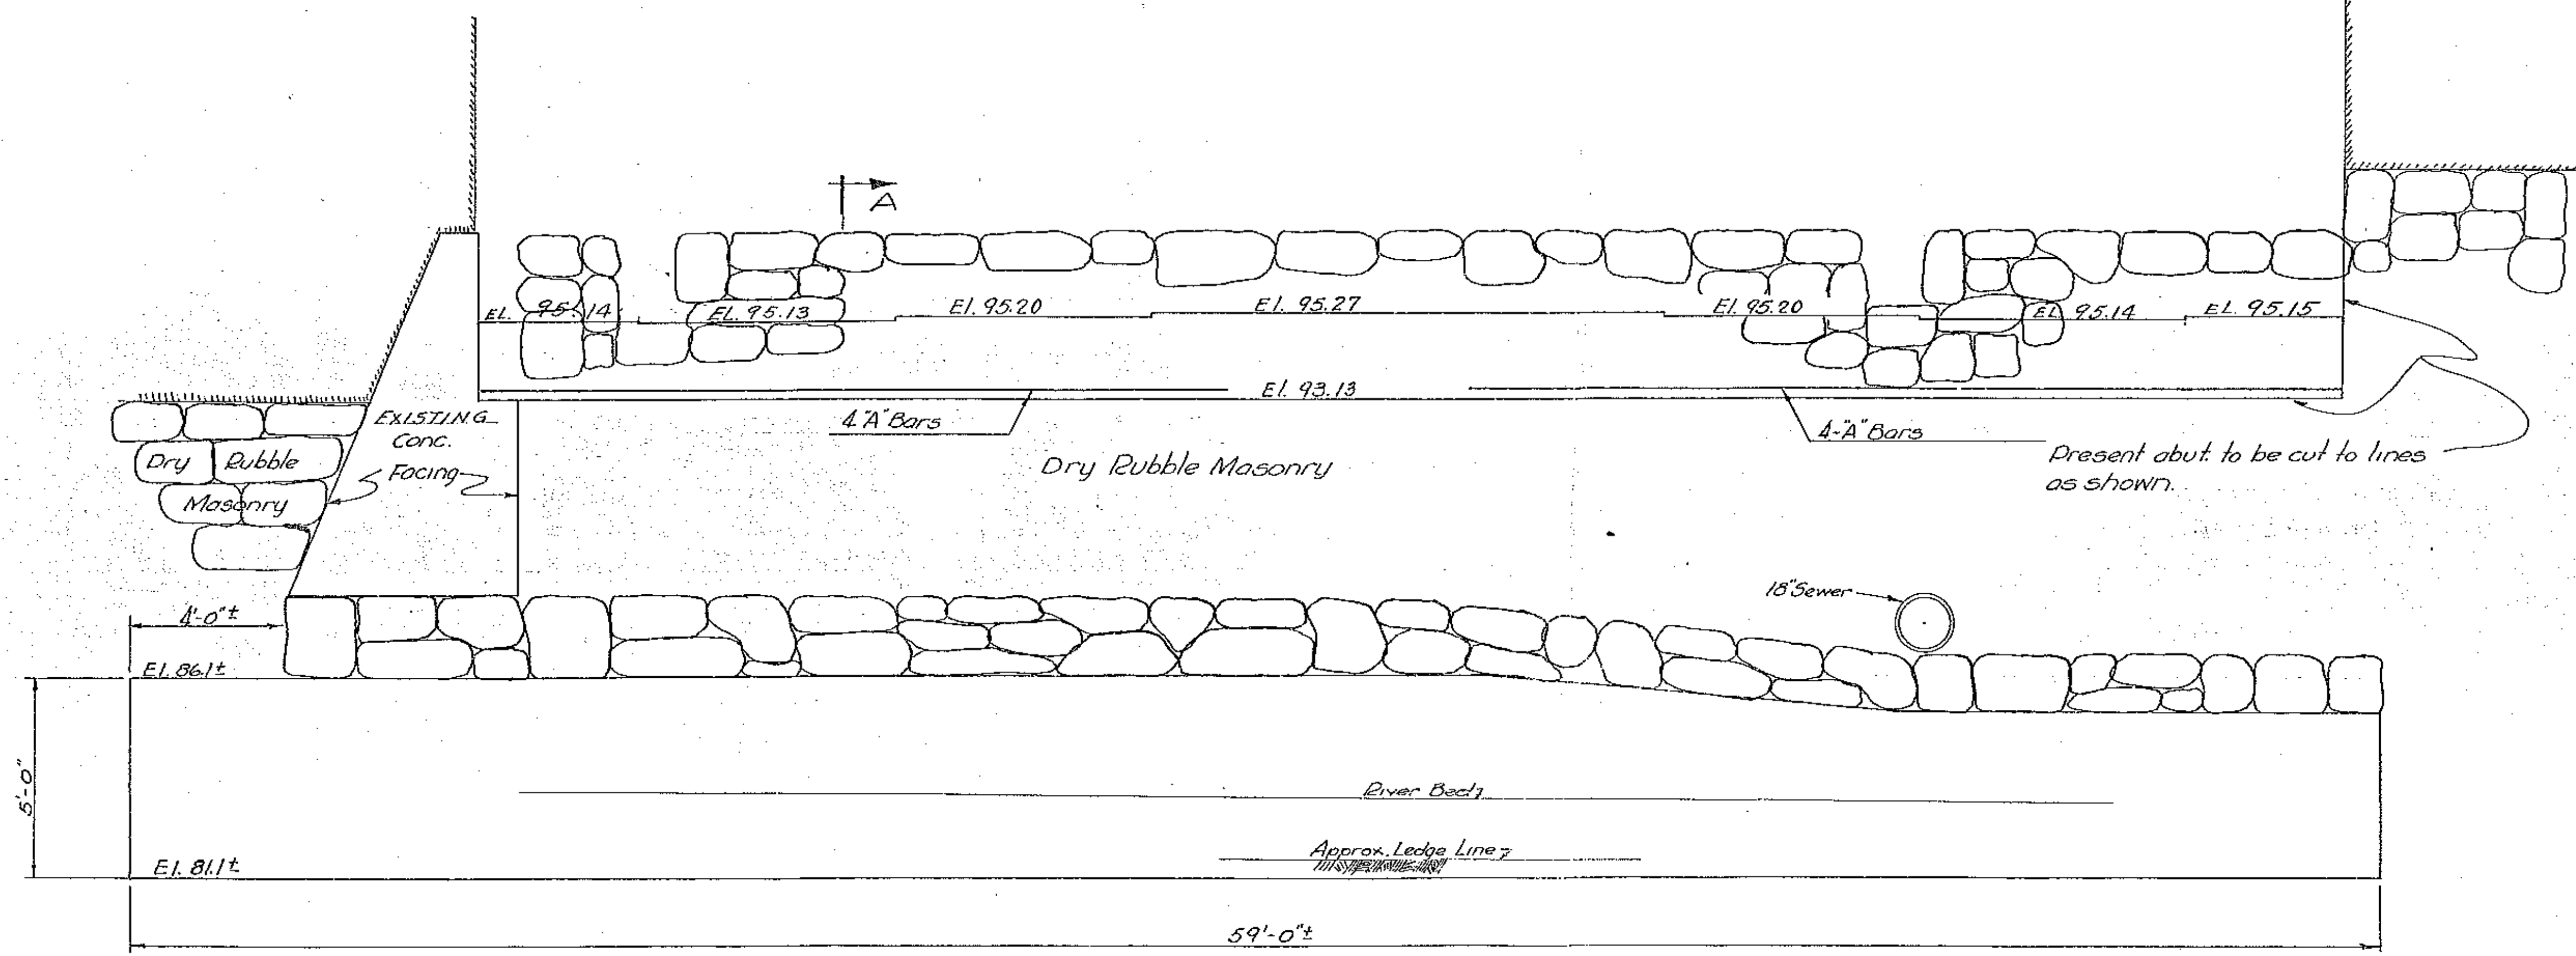 A
El. 95.14
El. 95.13
El. 95.20
El. 95.27
El. 95.20
El. 95.14
El. 95.15
El. 93.13
4"A"Bars
4-"A"Bars
EXISTING
Conc.
Facing
Dry Rubble
Masonry
Dry Rubble Masonry
Present abut. to be cut to lines
as shown.
18"Sewer
4'-0"±
El. 86.1±
5'-0"
River Bed
Approx. Ledge Line
El. 81.1±
59'-0"±